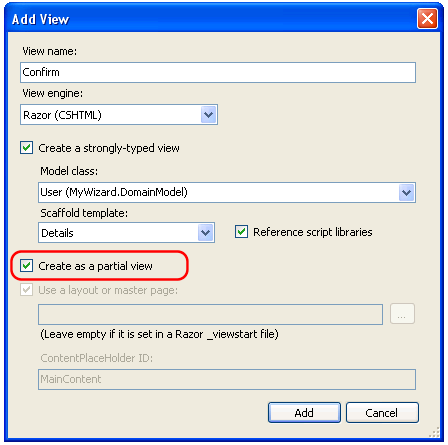 Add View
View name:
Confirm
View engine:
Razor (CSHTML)
Create a strongly-typed view
Model class:
User (MyWizard.DomainModel)
Scaffold template:
Details
Reference script libraries
Create as a partial view
Use a layout or master page:
...
(Leave empty if it is set in a Razor _viewstart file)
ContentPlaceHolder ID:
MainContent
Add
Cancel